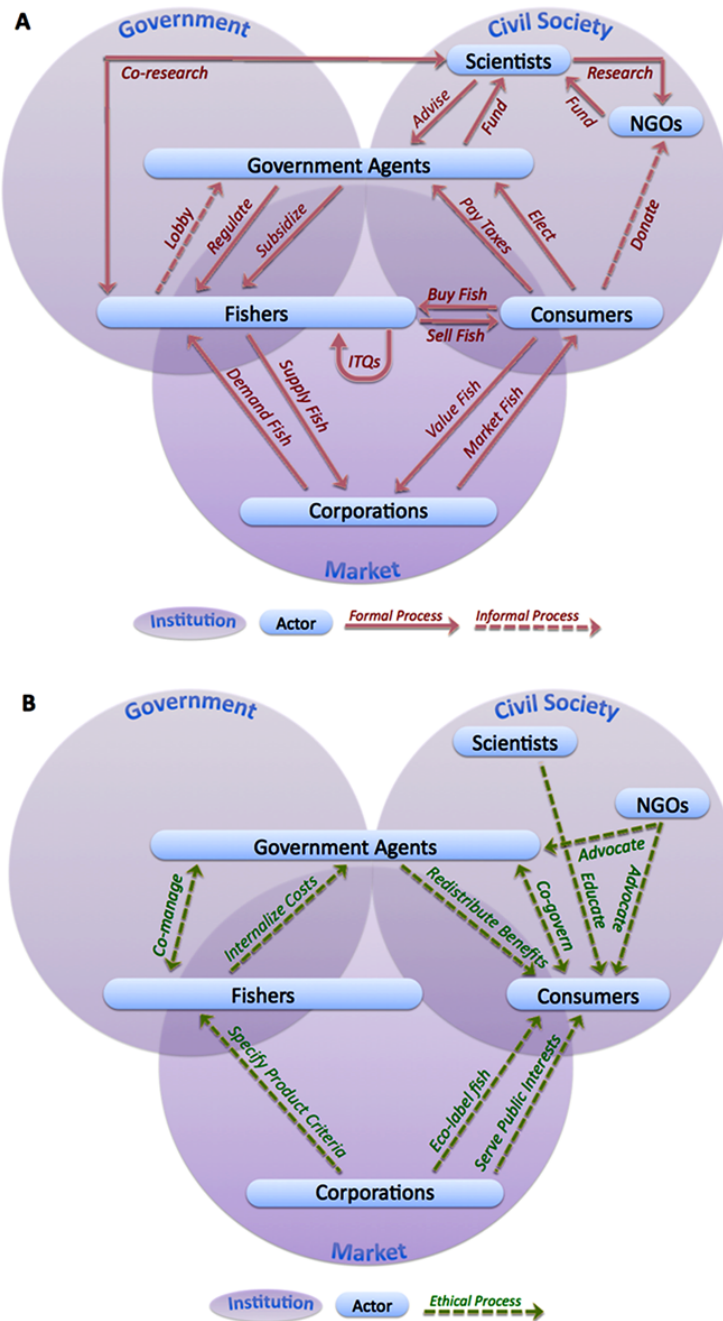 A
Government
Civil Society
Co-research
Scientists
Research
Advise
Fund
Fund
NGOs
Government Agents
Lobby
Regulate
Subsidize
Pay Taxes
Elect
Donate
Fishers
Buy Fish
Sell Fish
Consumers
ITQs
Demand Fish
Supply Fish
Value Fish
Market Fish
Corporations
Market
Institution
Actor
Formal Process
Informal Process
B
Government
Civil Society
Scientists
NGOs
Government Agents
Advocate
Co-manage
Internalize Costs
Redistribute Benefits
Co-govern
Educate
Advocate
Fishers
Consumers
Specify Product Criteria
Eco-label fish
Serve Public Interests
Corporations
Market
Institution
Actor
Ethical Process